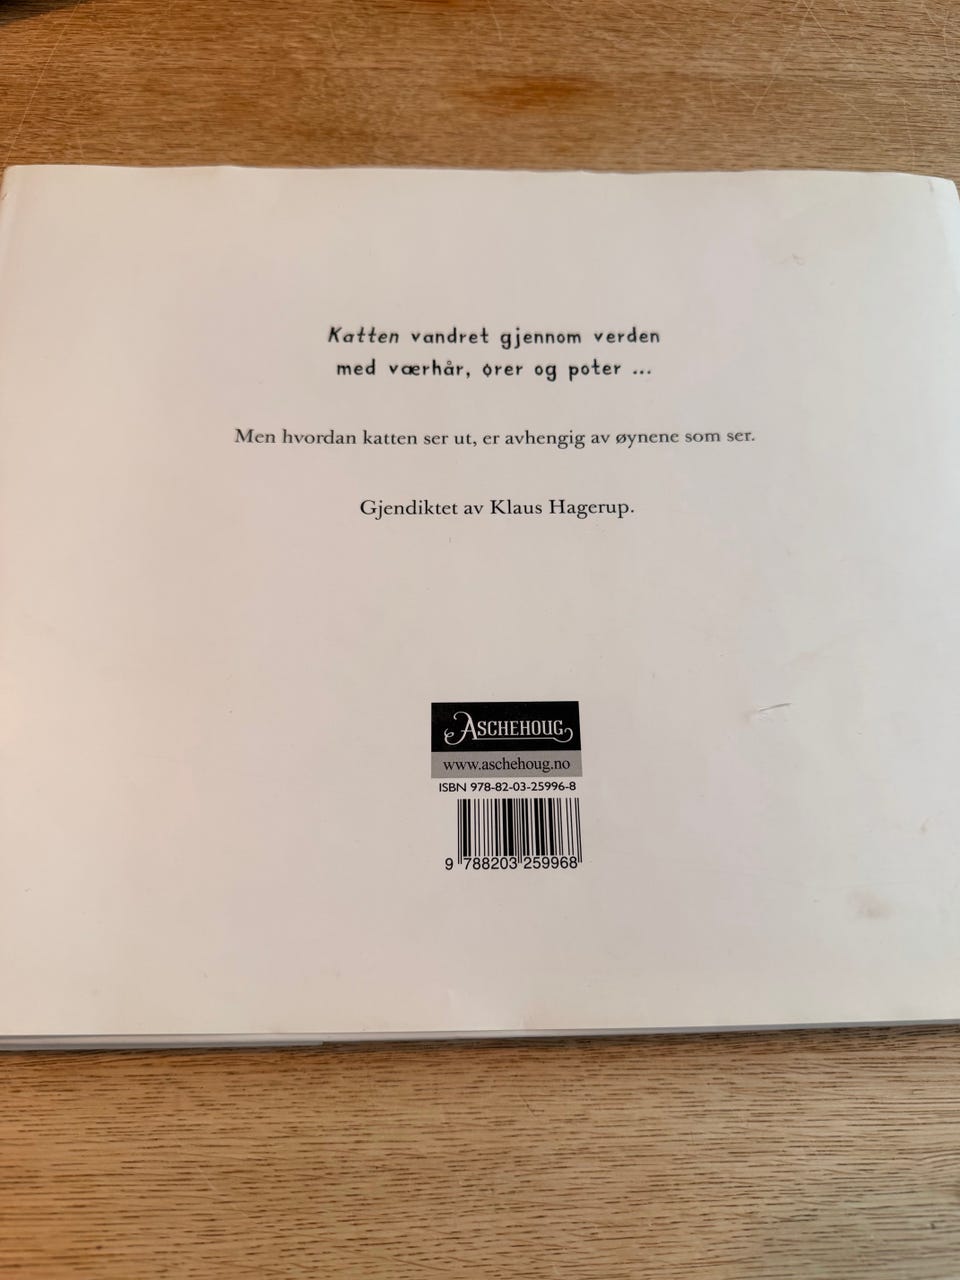 Katten vandret gjennom verden
med værhår, ører og poter ...
Men hvordan katten ser ut, er avhengig av øynene som ser.
Gjendiktet av Klaus Hagerup.
ASCHEHOUG
www.aschehoug.no
ISBN 978-82-03-25996-8
9 788203 259968